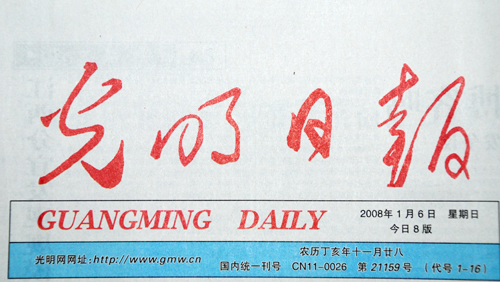 光明日报
GUANGMING DAILY
2008年1月6日 星期日
今日8版
光明网网址:http://www.gmw.cn
农历丁亥年十一月廿八
国内统一刊号 CN11-0026 第21159号 (代号1-16)